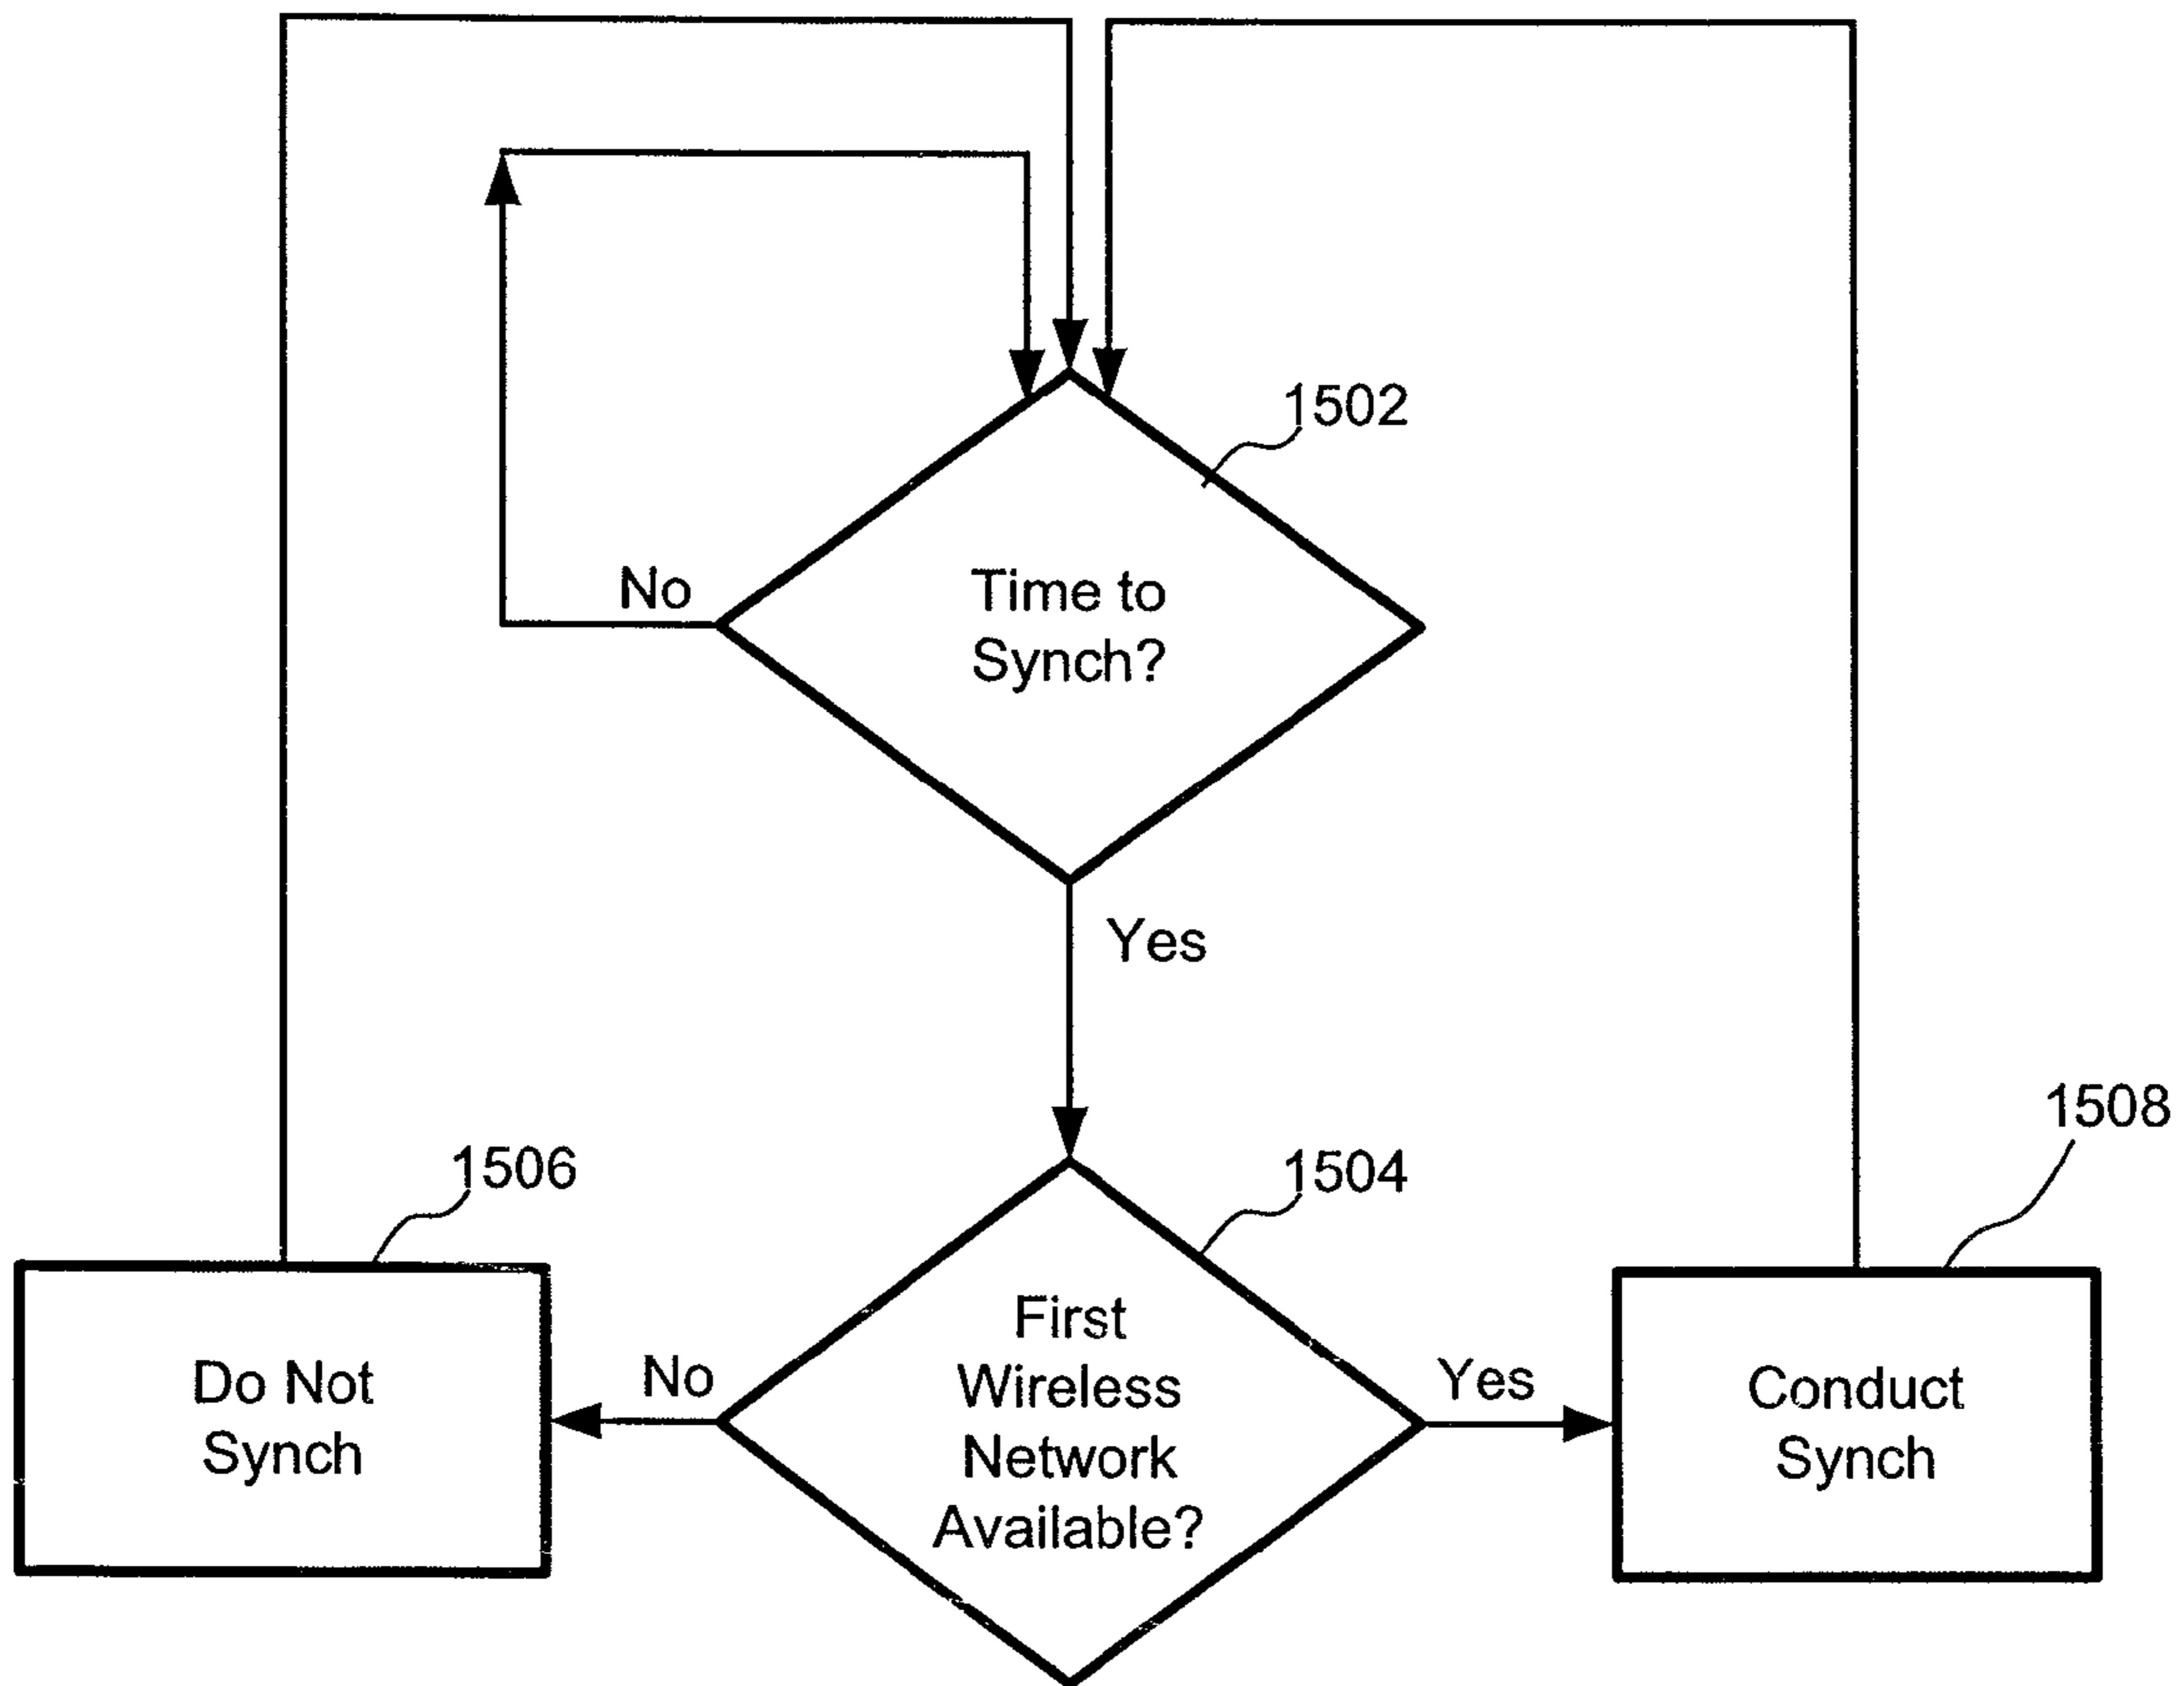 1502
No
Time to
Synch?
Yes
1508
1506
1504
Do Not
Synch
No
First
Wireless
Network
Available?
Yes
Conduct
Synch